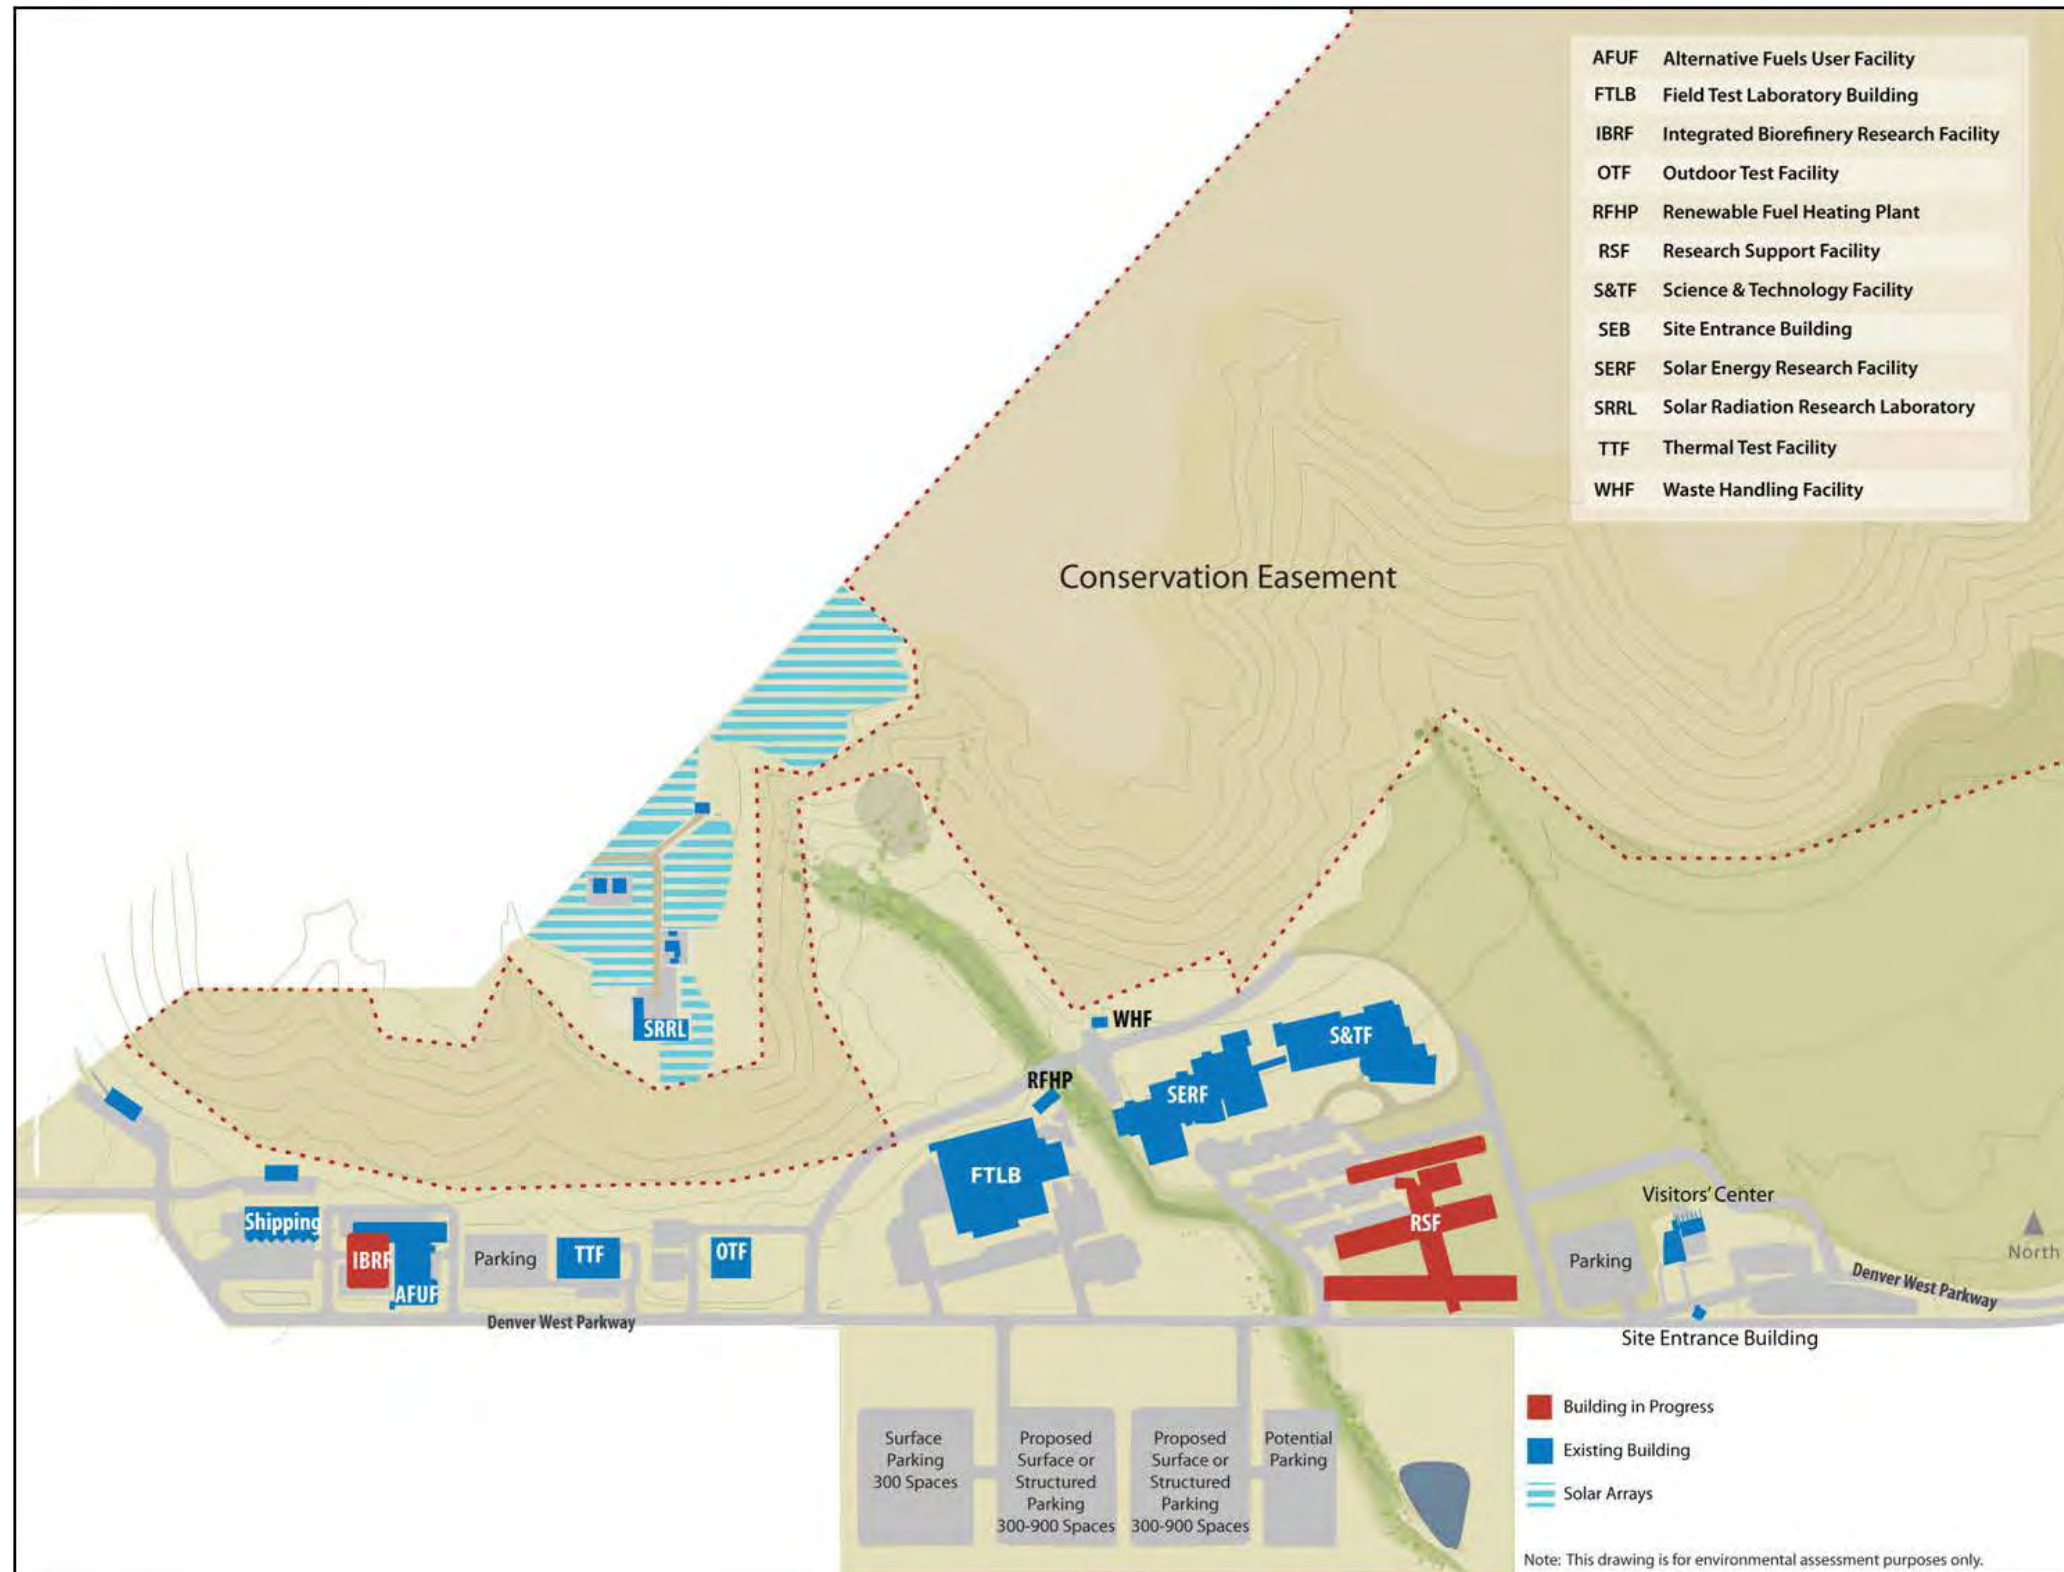 AFUF Alternative Fuels User Facility
FTLB Field Test Laboratory Building
IBRF Integrated Biorefinery Research Facility
OTF Outdoor Test Facility
RFHP Renewable Fuel Heating Plant
RSF Research Support Facility
S&TF Science & Technology Facility
SEB Site Entrance Building
SERF Solar Energy Research Facility
SRRL Solar Radiation Research Laboratory
TTF Thermal Test Facility
WHF Waste Handling Facility
Conservation Easement
SRRL
WHF
S&TF
RFHP
SERF
FTLB
Visitors' Center
Shipping
RSF
IBRF
Parking
TTF
OTF
Parking
North
AFUF
Denver West Parkway
Denver West Parkway
Site Entrance Building
Surface
Parking
300 Spaces
Proposed
Surface or
Structured
Parking
300-900 Spaces
Proposed
Surface or
Structured
Parking
300-900 Spaces
Potential
Parking
Building in Progress
Existing Building
Solar Arrays
Note: This drawing is for environmental assessment purposes only.